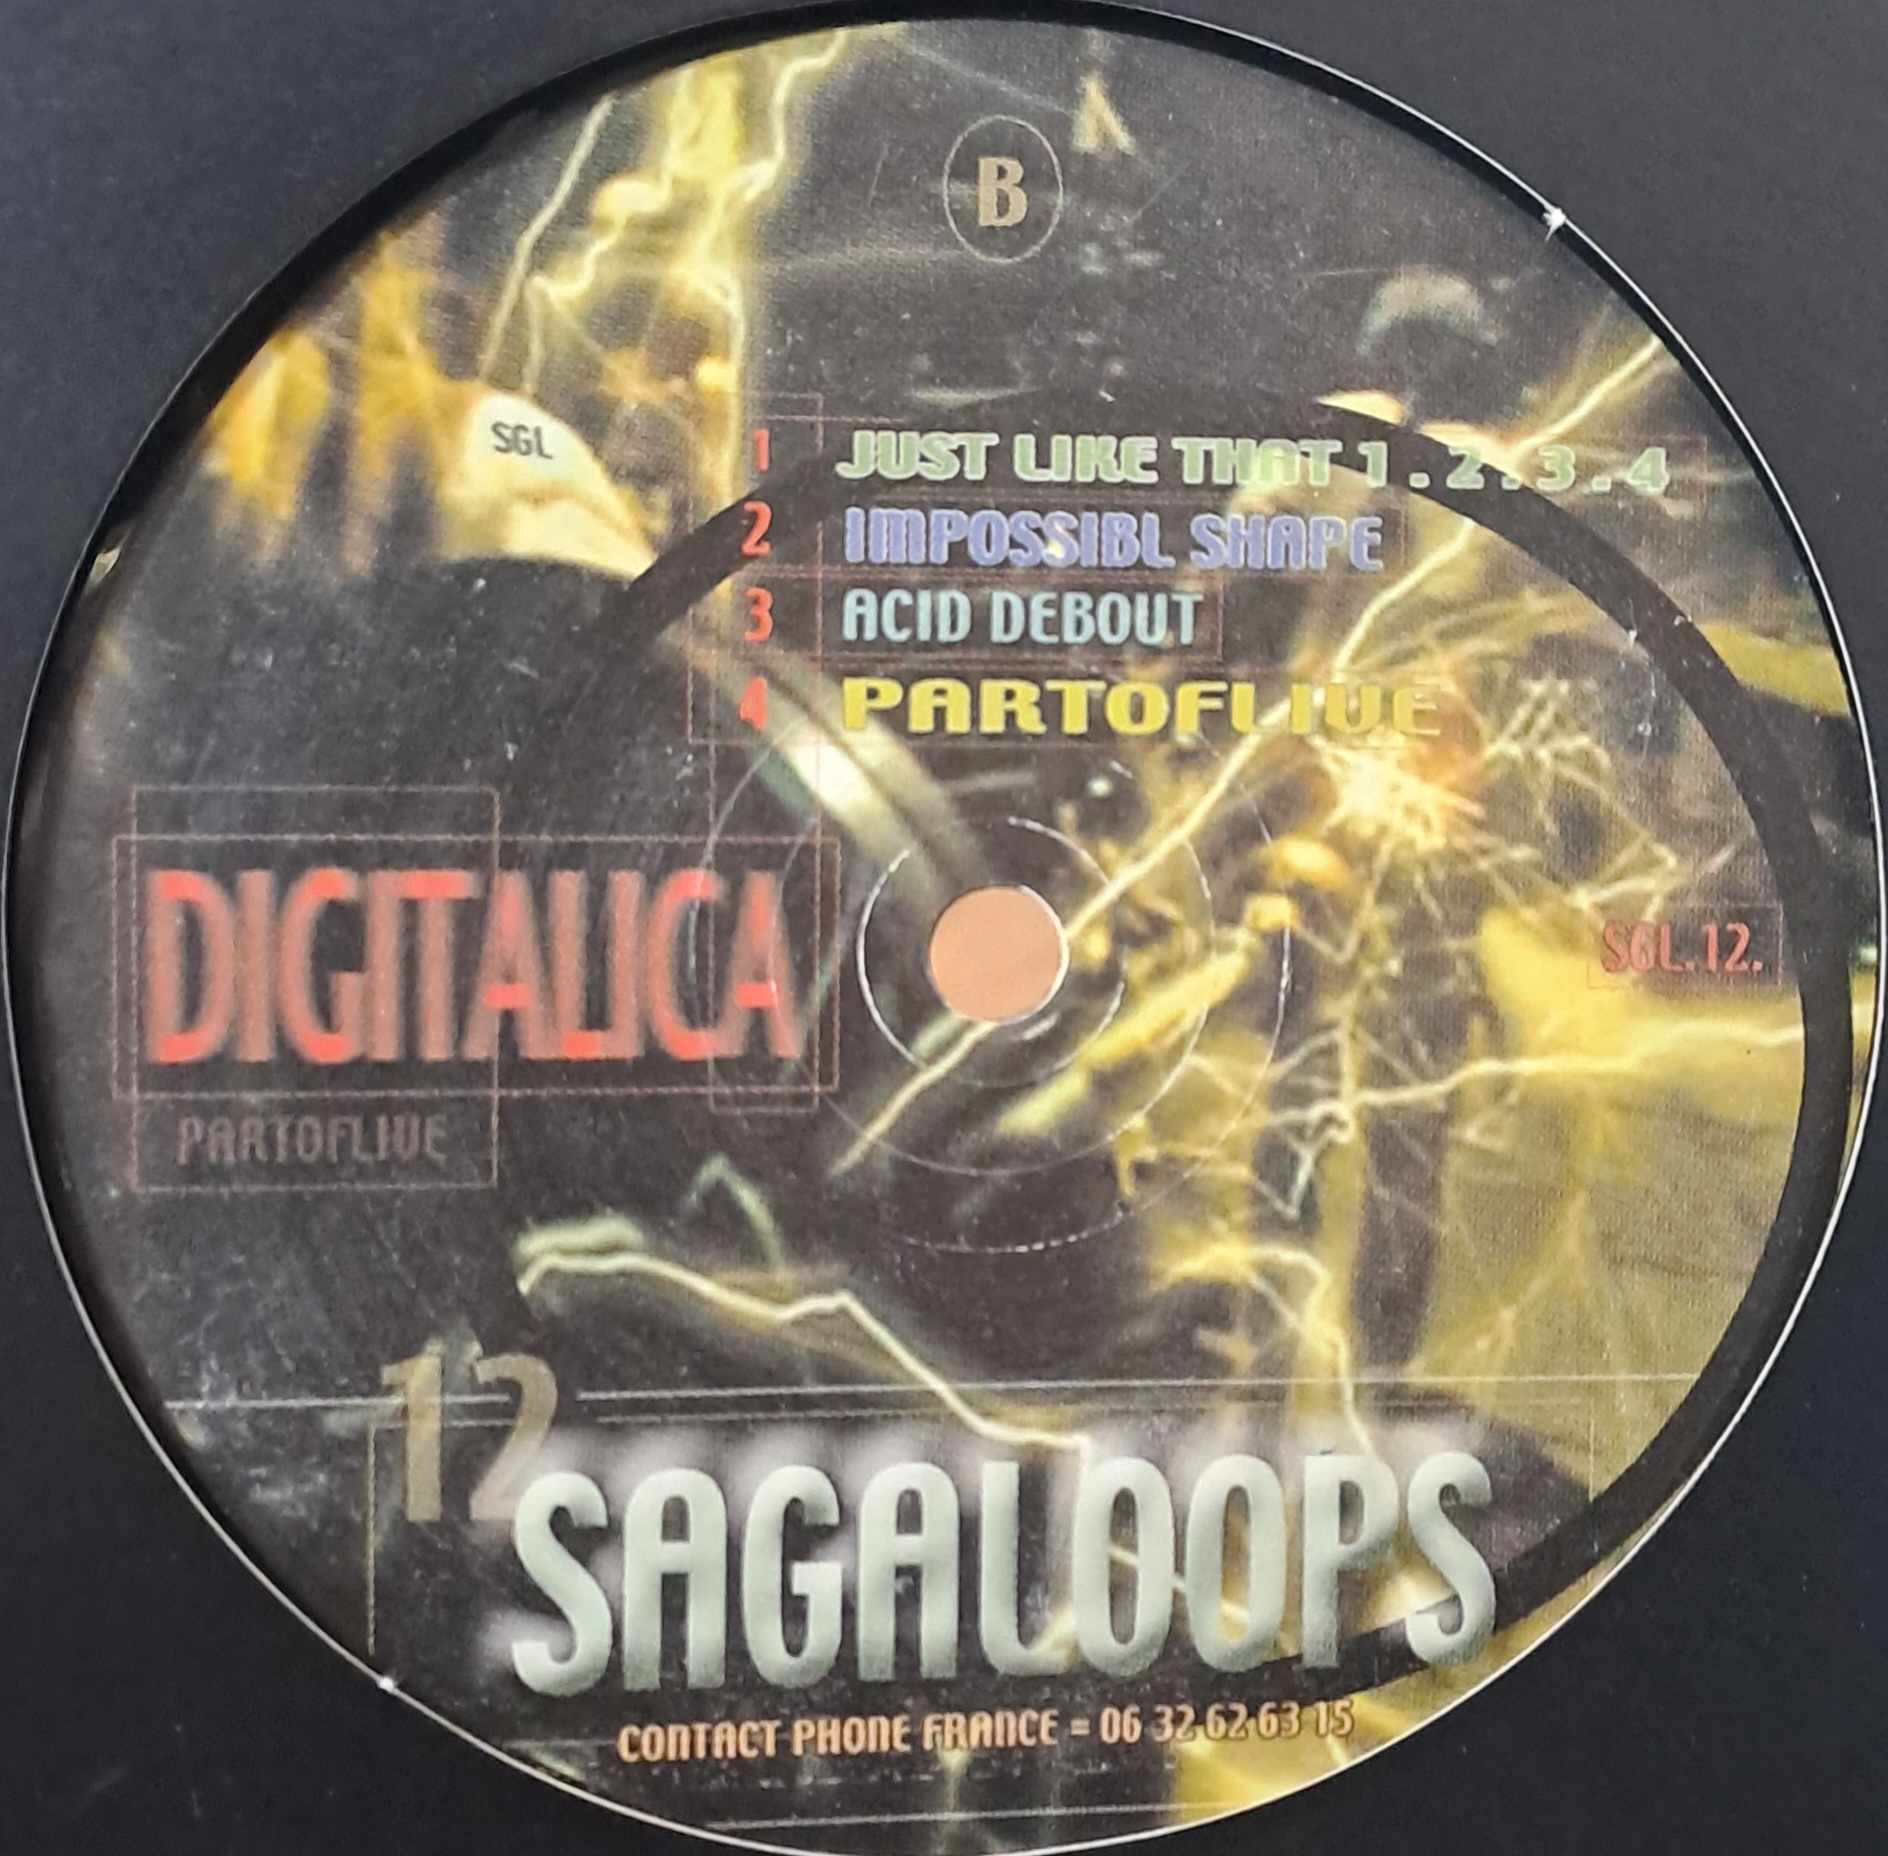 B
SGL
1 JUST LIKE THAT 1.2.3.4
2 IMPOSSIBL SHAPE
3 ACID DEBOUT
4 PARTOFLIVE
DIGITALICA
SGL.12.
PARTOFLIVE
12
SAGALOOPS
CONTACT PHONE FRANCE = 06 32 62 63 15